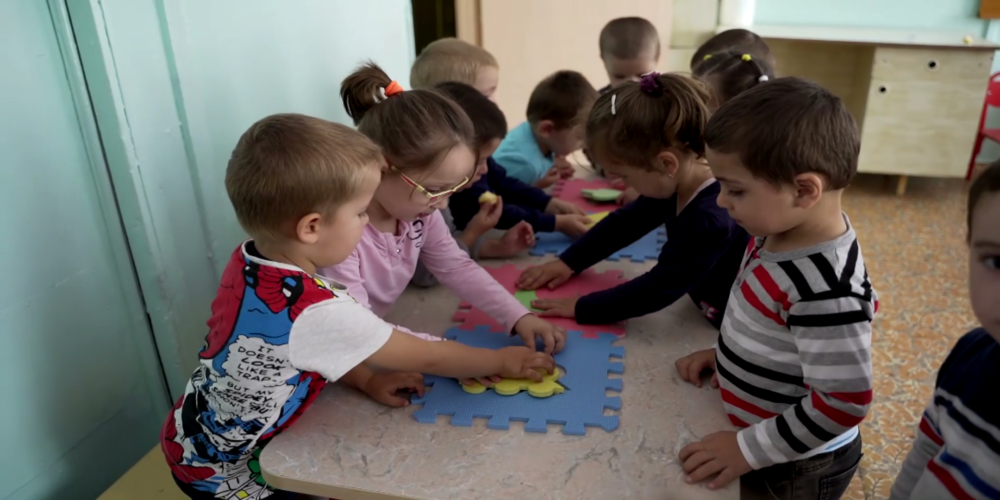 IT
DOESN'
LOOK
LIKE A
TRAP-
BUT MY
SPIDEY
SENSE